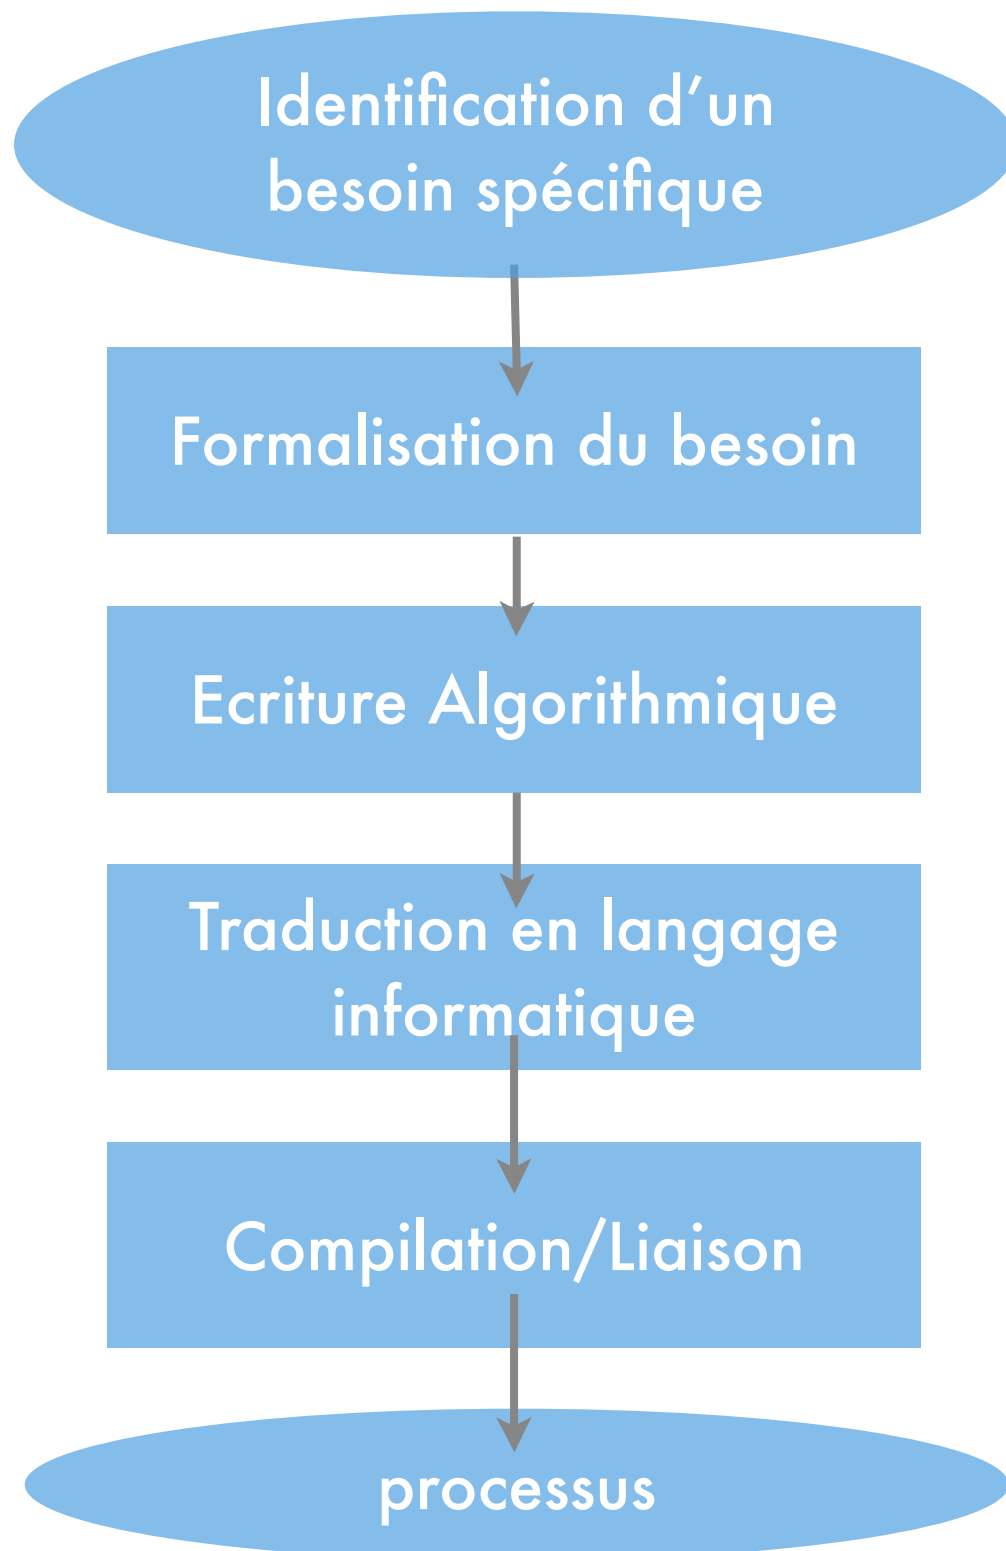 Identification d’un
besoin spécifique
Formalisation du besoin
Ecriture Algorithmique
Traduction en langage
informatique
Compilation/Liaison
processus